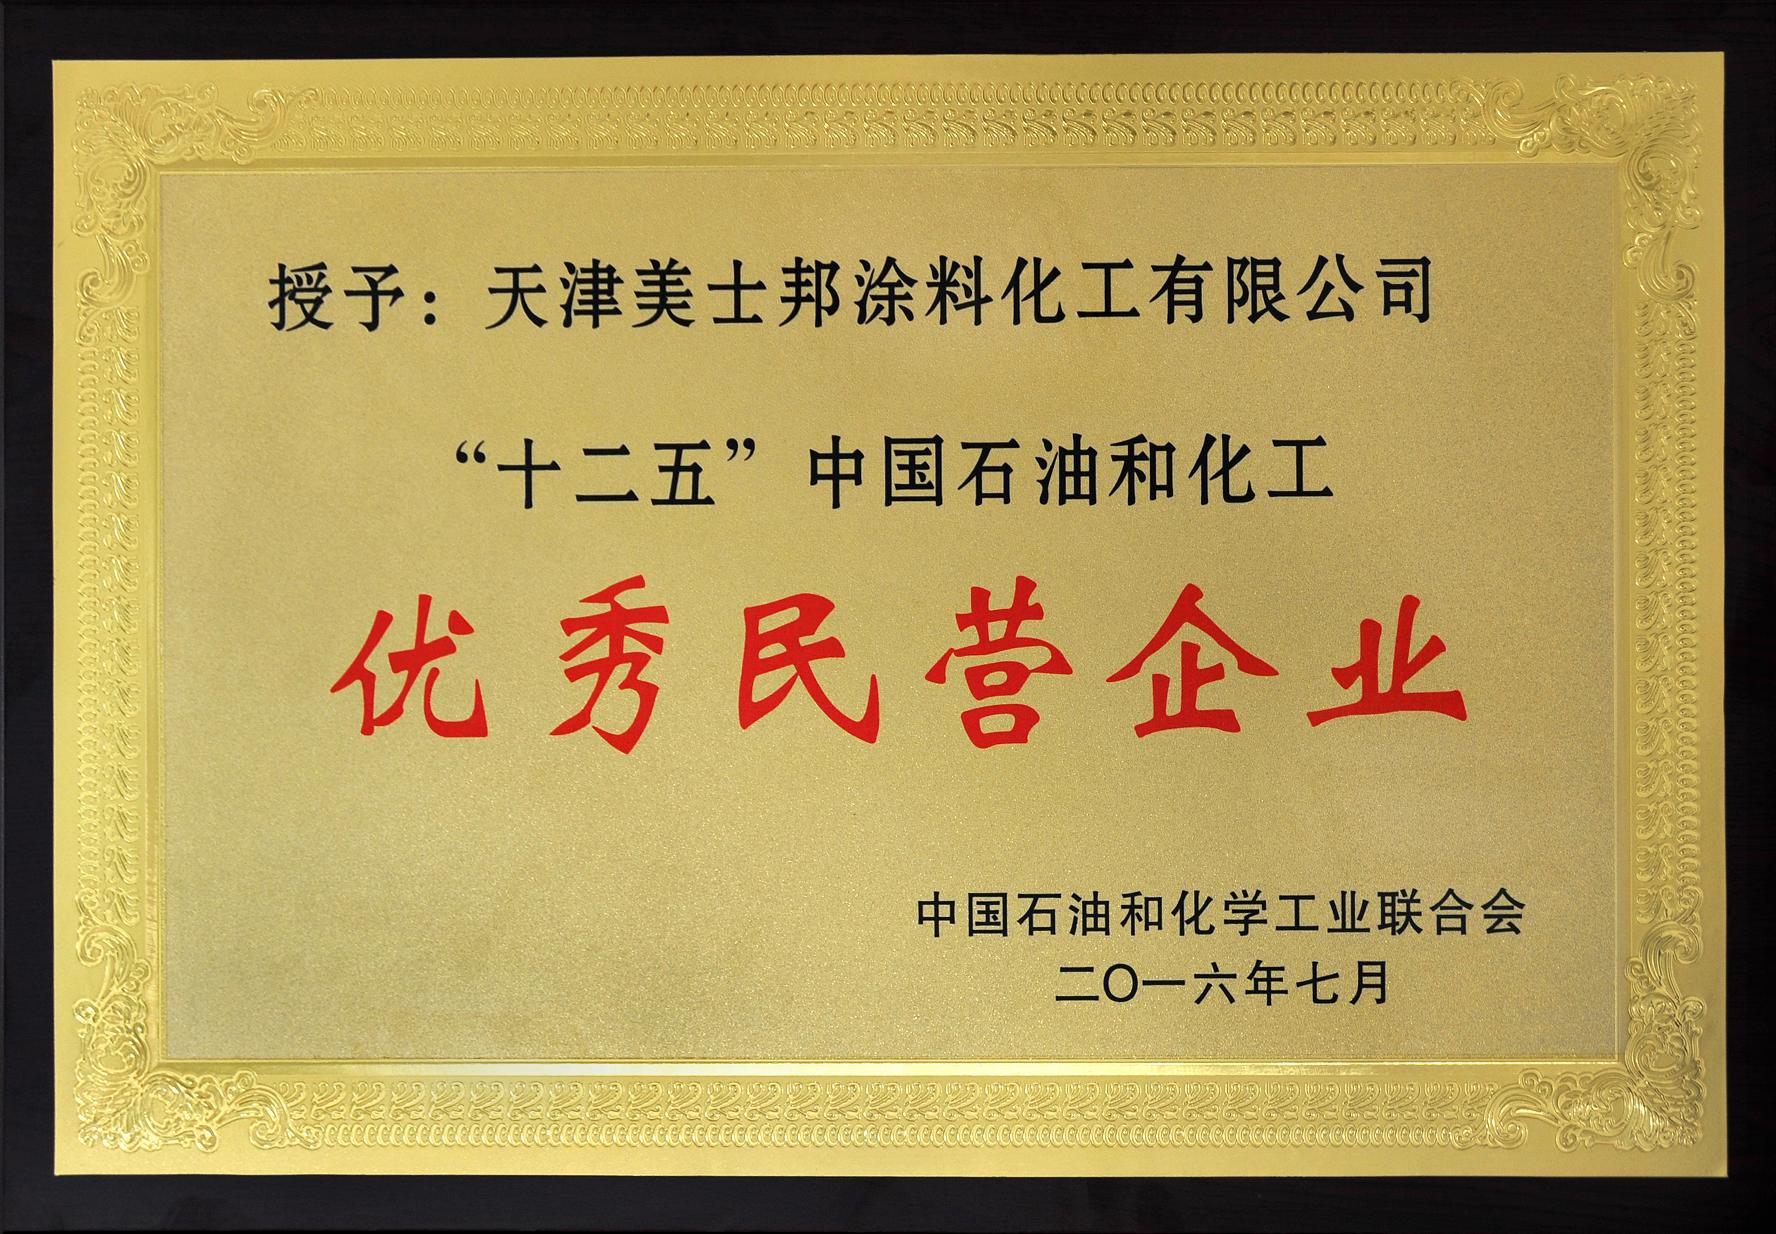 授予：天津美士邦涂料化工有限公司
“十二五”中国石油和化工
优秀民营企业
中国石油和化学工业联合会
二〇一六年七月